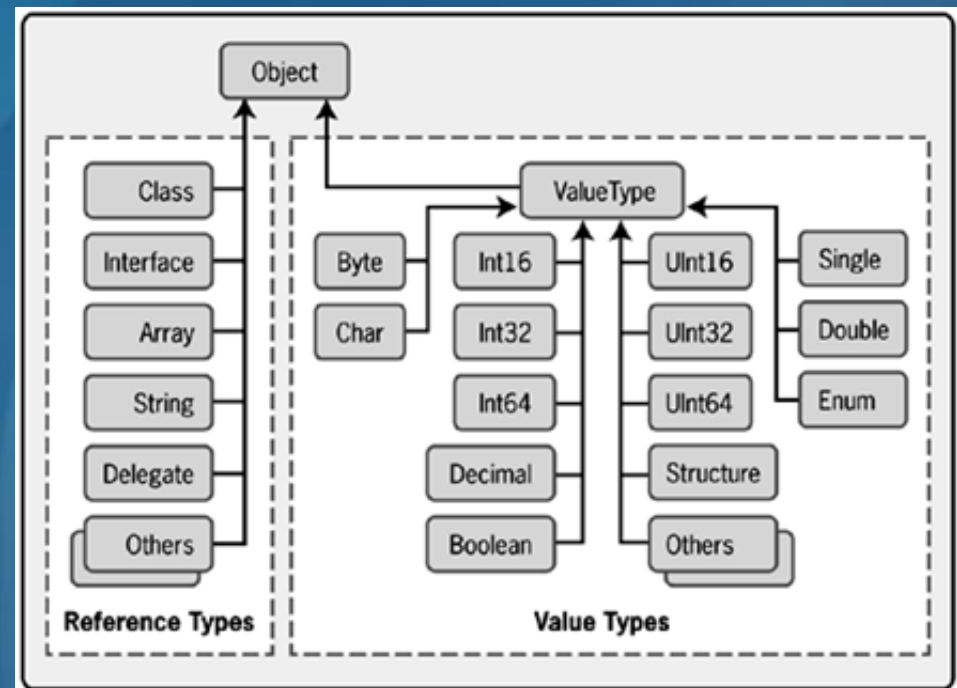 Object
Class
Interface
Array
String
Delegate
Others
Reference Types
ValueType
Byte
Char
Int16
Int32
Int64
Decimal
Boolean
UInt16
UInt32
UInt64
Structure
Others
Single
Double
Enum
Value Types